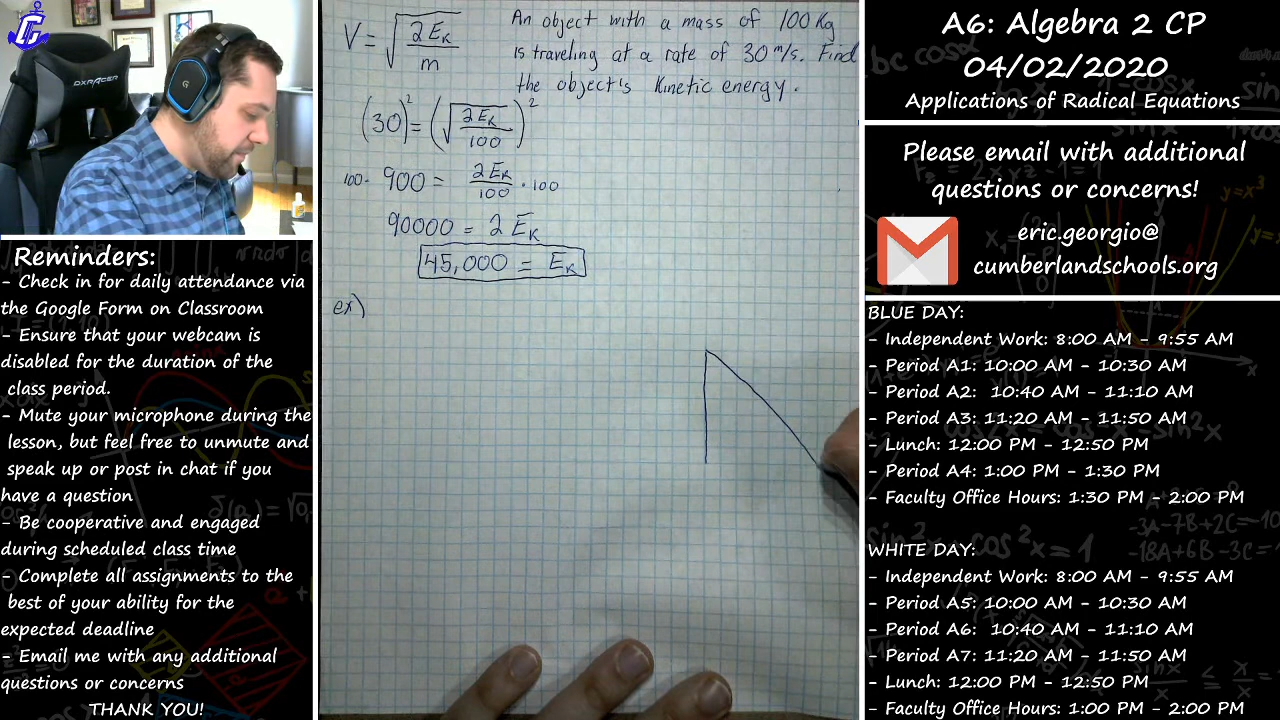 C
DXRACER
G
Reminders:
- Check in for daily attendance via
the Google Form on Classroom
- Ensure that your webcam is
disabled for the duration of the
class period.
- Mute your microphone during the
lesson, but feel free to unmute and
speak up or post in chat if you
have a question
- Be cooperative and engaged
during scheduled class time
- Complete all assignments to the
best of your ability for the
expected deadline
- Email me with any additional
questions or concerns
THANK YOU!
V = √(2 Eₖ / m)
An object with a mass of 100 Kg
is traveling at a rate of 30 m/s. Find
the object's Kinetic energy.
(30)² = (√(2 Eₖ / 100))²
100 · 900 = 2 Eₖ / 100 · 100
90000 = 2 Eₖ
45,000 = Eₖ
ex)
A6: Algebra 2 CP
04/02/2020
Applications of Radical Equations
Please email with additional
questions or concerns!
eric.georgio@
cumberlandschools.org
BLUE DAY:
- Independent Work: 8:00 AM - 9:55 AM
- Period A1: 10:00 AM - 10:30 AM
- Period A2: 10:40 AM - 11:10 AM
- Period A3: 11:20 AM - 11:50 AM
- Lunch: 12:00 PM - 12:50 PM
- Period A4: 1:00 PM - 1:30 PM
- Faculty Office Hours: 1:30 PM - 2:00 PM
WHITE DAY:
- Independent Work: 8:00 AM - 9:55 AM
- Period A5: 10:00 AM - 10:30 AM
- Period A6: 10:40 AM - 11:10 AM
- Period A7: 11:20 AM - 11:50 AM
- Lunch: 12:00 PM - 12:50 PM
- Faculty Office Hours: 1:00 PM - 2:00 PM